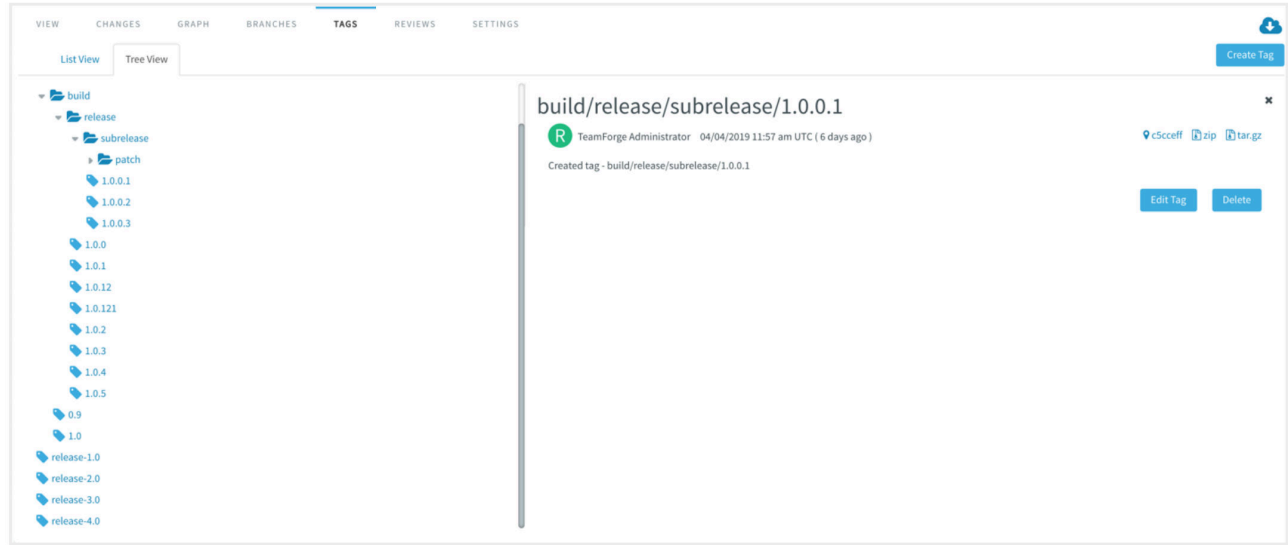 VIEW CHANGES GRAPH BRANCHES TAGS REVIEWS SETTINGS
List View Tree View Create Tag
build
release
subrelease
patch
1.0.0.1
1.0.0.2
1.0.0.3
1.0.0
1.0.1
1.0.12
1.0.121
1.0.2
1.0.3
1.0.4
1.0.5
0.9
1.0
release-1.0
release-2.0
release-3.0
release-4.0
build/release/subrelease/1.0.0.1
R TeamForge Administrator 04/04/2019 11:57 am UTC ( 6 days ago ) c5cceff zip tar.gz
Created tag - build/release/subrelease/1.0.0.1
Edit Tag Delete